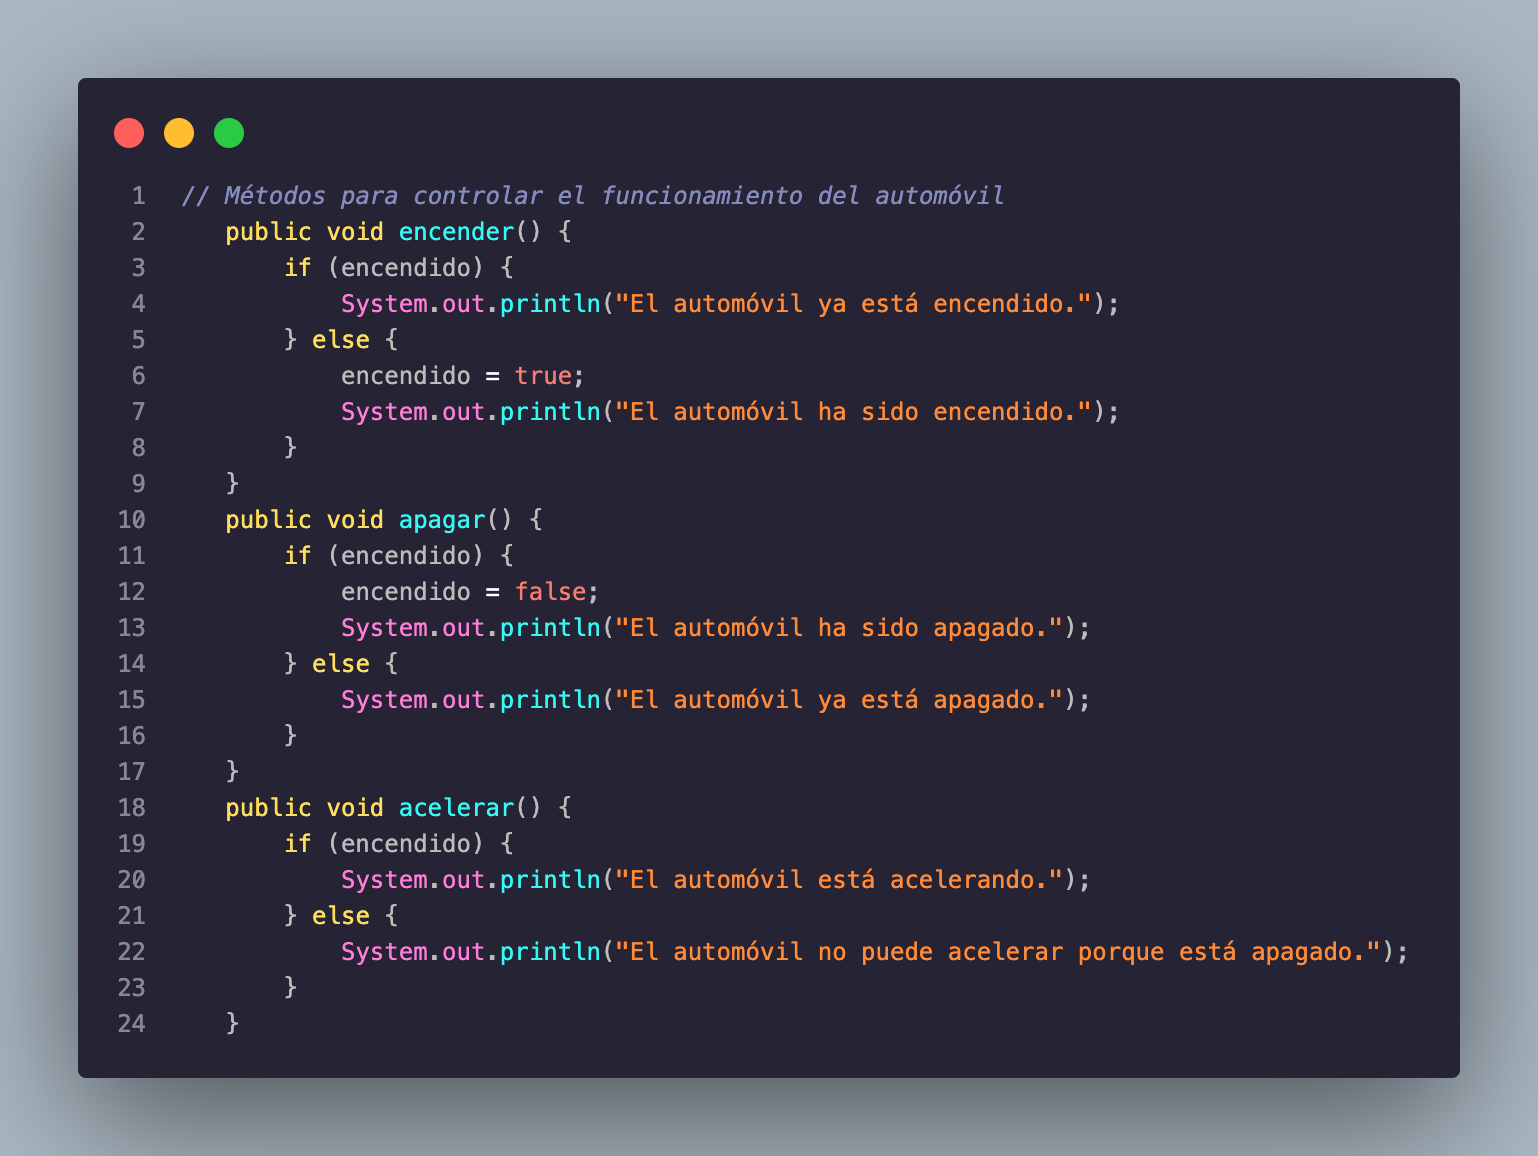 1 // Métodos para controlar el funcionamiento del automóvil
2    public void encender() {
3        if (encendido) {
4            System.out.println("El automóvil ya está encendido.");
5        } else {
6            encendido = true;
7            System.out.println("El automóvil ha sido encendido.");
8        }
9    }
10    public void apagar() {
11        if (encendido) {
12            encendido = false;
13            System.out.println("El automóvil ha sido apagado.");
14        } else {
15            System.out.println("El automóvil ya está apagado.");
16        }
17    }
18    public void acelerar() {
19        if (encendido) {
20            System.out.println("El automóvil está acelerando.");
21        } else {
22            System.out.println("El automóvil no puede acelerar porque está apagado.");
23        }
24    }